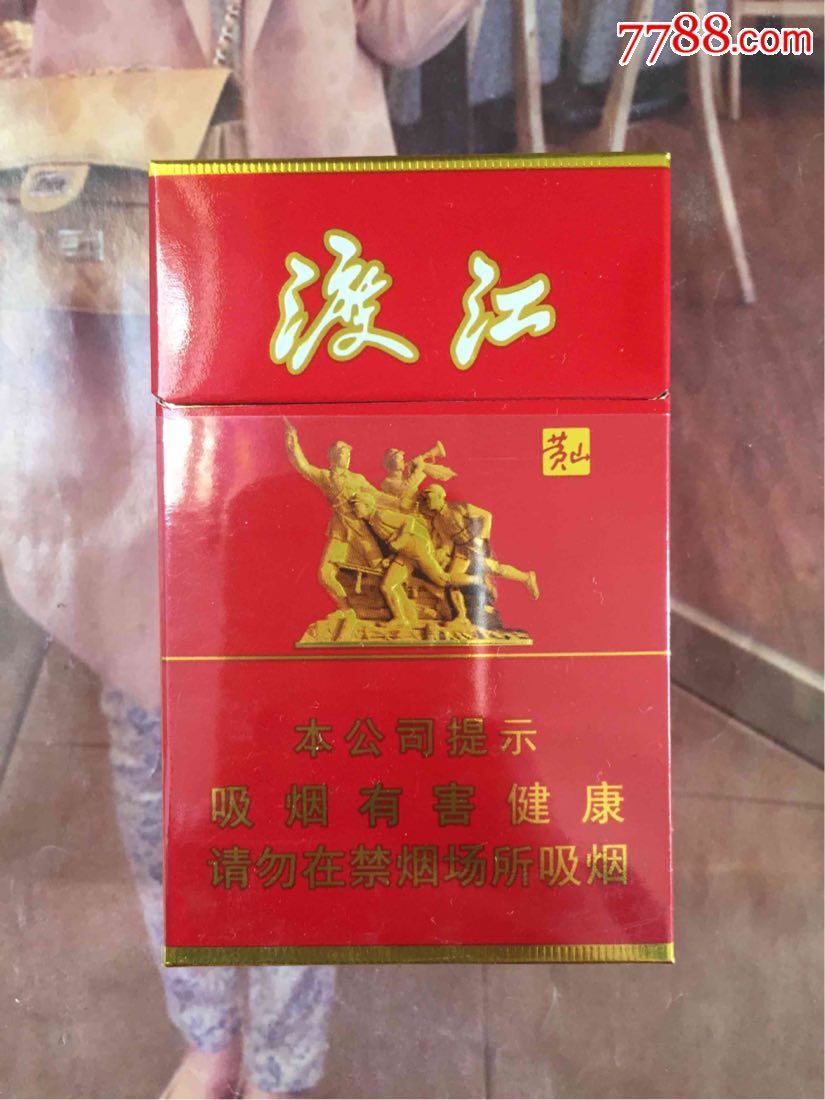 7788.com
渡江
黄山
本公司提示
吸烟有害健康
请勿在禁烟场所吸烟